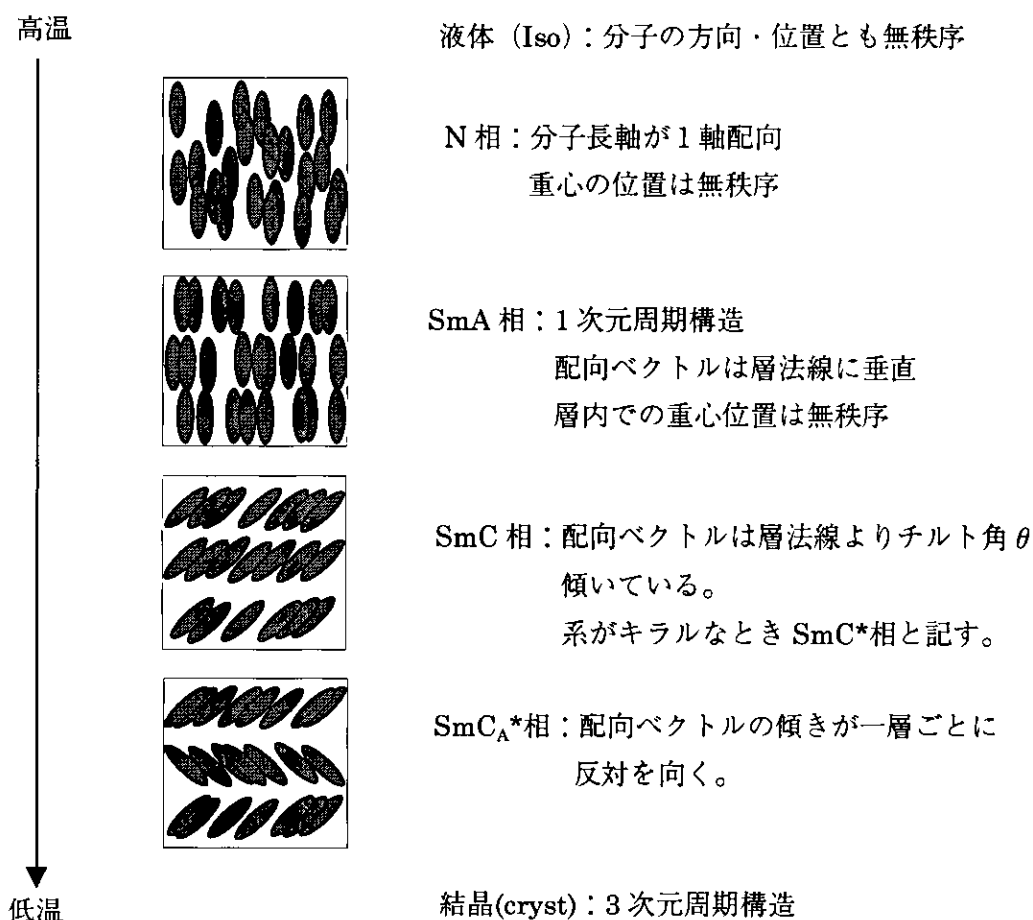 高温
液体(Iso):分子の方向・位置とも無秩序
N 相:分子長軸が1軸配向
重心の位置は無秩序
SmA 相:1次元周期構造
配向ベクトルは層法線に垂直
層内での重心位置は無秩序
SmC 相:配向ベクトルは層法線よりチルト角 θ
傾いている。
系がキラルなとき SmC*相と記す。
SmC_A*相:配向ベクトルの傾きが一層ごとに
反対を向く。
低温
結晶(cryst):3次元周期構造